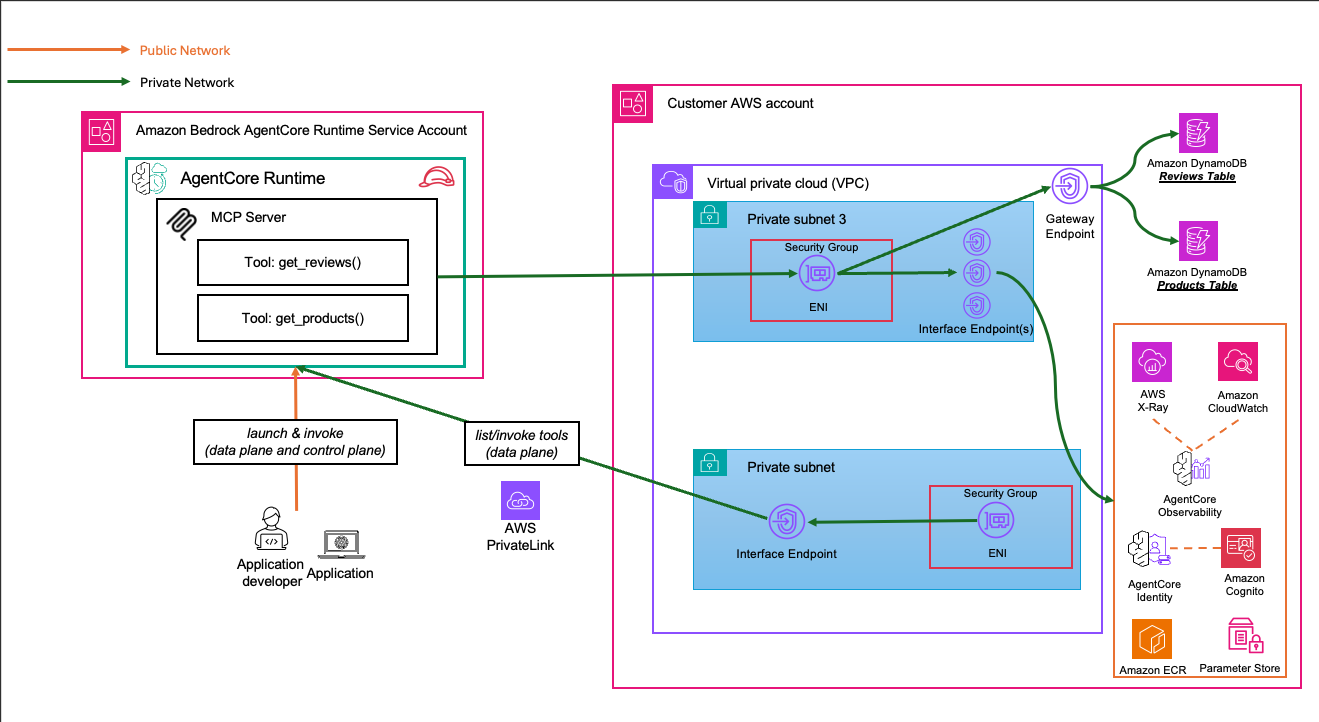 Public Network
Private Network
Amazon Bedrock AgentCore Runtime Service Account
AgentCore Runtime
MCP Server
Tool: get_reviews()
Tool: get_products()
launch & invoke
(data plane and control plane)
list/invoke tools
(data plane)
Application
developer
Application
AWS
PrivateLink
Customer AWS account
Virtual private cloud (VPC)
Private subnet 3
Security Group
ENI
Interface Endpoint(s)
Gateway
Endpoint
Amazon DynamoDB
Reviews Table
Amazon DynamoDB
Products Table
Private subnet
Interface Endpoint
Security Group
ENI
AWS
X-Ray
Amazon
CloudWatch
AgentCore
Observability
AgentCore
Identity
Amazon
Cognito
Amazon ECR
Parameter Store